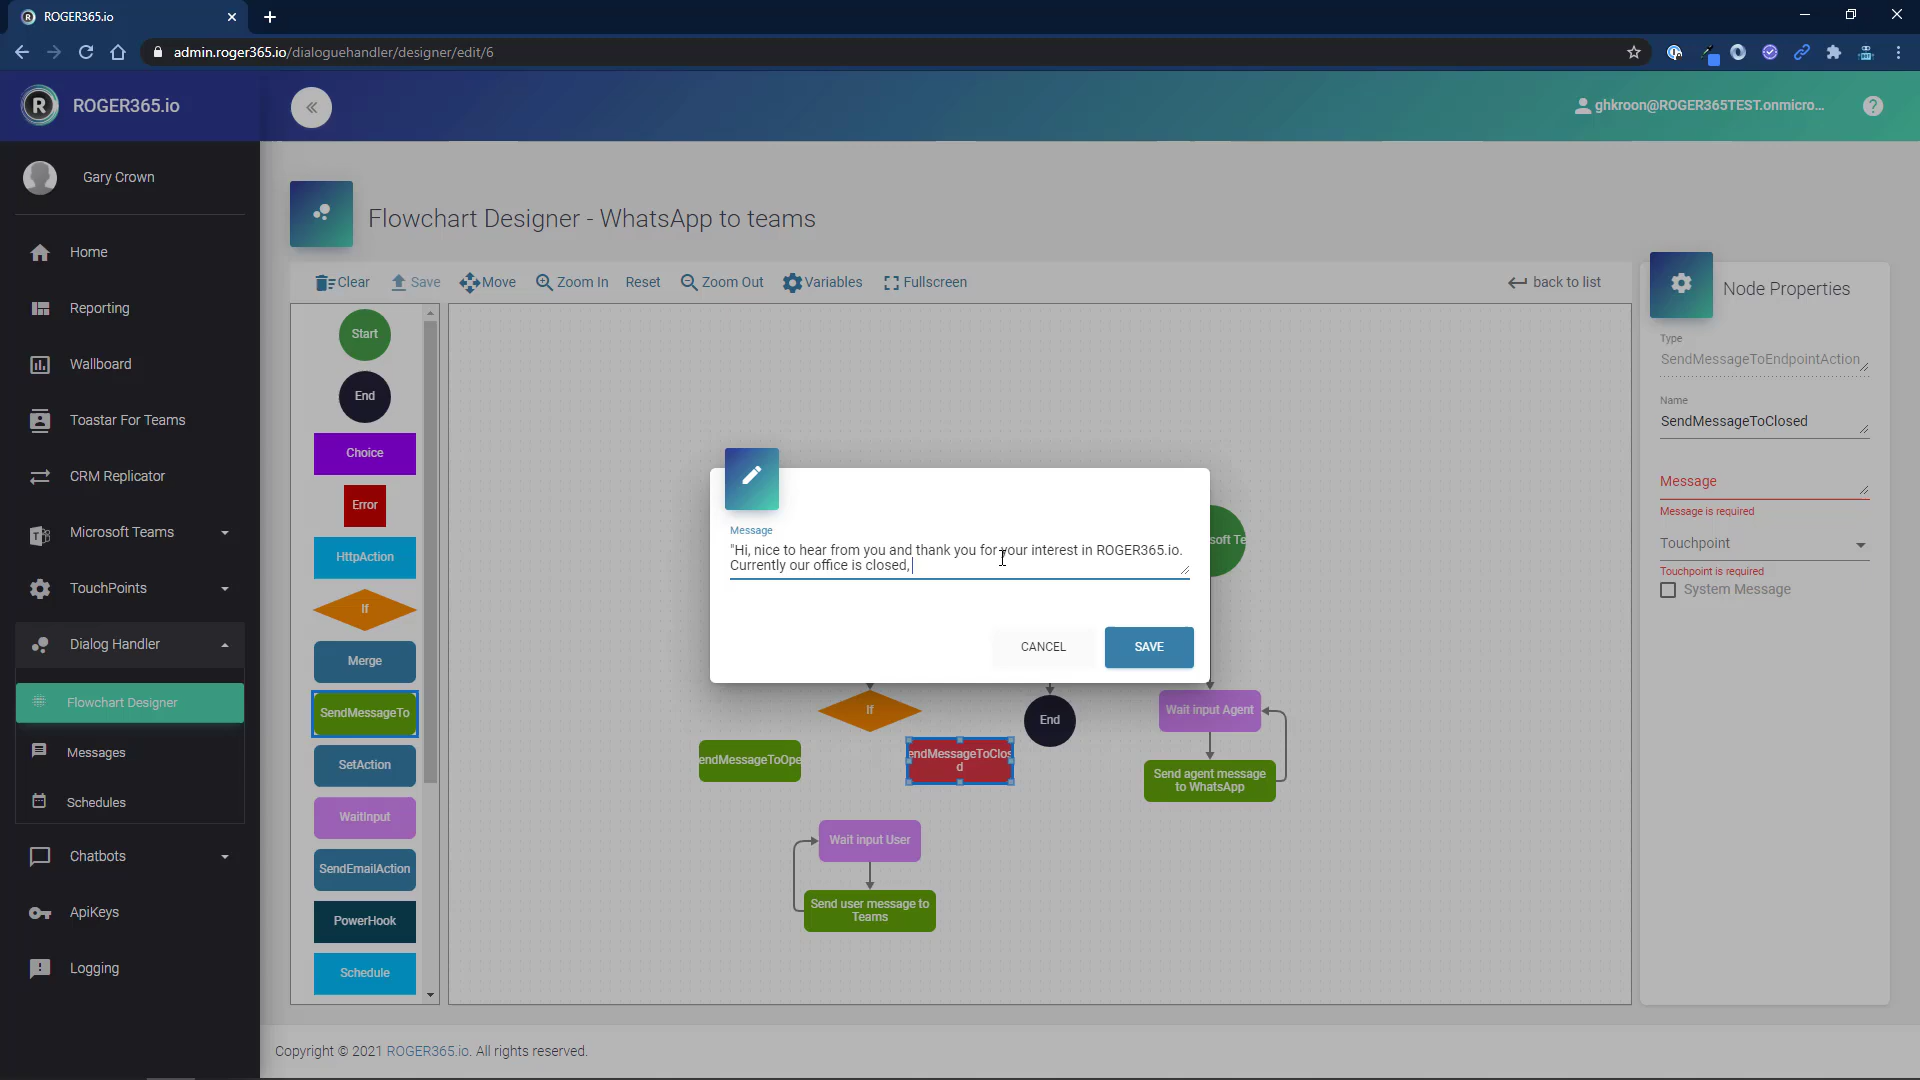 ROGER365.io
admin.roger365.io/dialoguehandler/designer/edit/6
R ROGER365.io
ghkroon@ROGER365TEST.onmicro...
Gary Crown
Home
Reporting
Wallboard
Toastar For Teams
CRM Replicator
Microsoft Teams
TouchPoints
Dialog Handler
Flowchart Designer
Messages
Schedules
Chatbots
ApiKeys
Logging
Flowchart Designer - WhatsApp to teams
Clear Save Move Zoom In Reset Zoom Out Variables Fullscreen back to list
Start
End
Choice
Error
HttpAction
If
Merge
SendMessageTo
SetAction
WaitInput
SendEmailAction
PowerHook
Schedule
Message
"Hi, nice to hear from you and thank you for your interest in ROGER365.io.
Currently our office is closed,
CANCEL SAVE
soft Te
If
End
Wait input Agent
endMessageToOpe
endMessageToClos
d
Send agent message
to WhatsApp
Wait input User
Send user message to
Teams
Node Properties
Type
SendMessageToEndpointAction
Name
SendMessageToClosed
Message
Message is required
Touchpoint
Touchpoint is required
System Message
Copyright © 2021 ROGER365.io. All rights reserved.